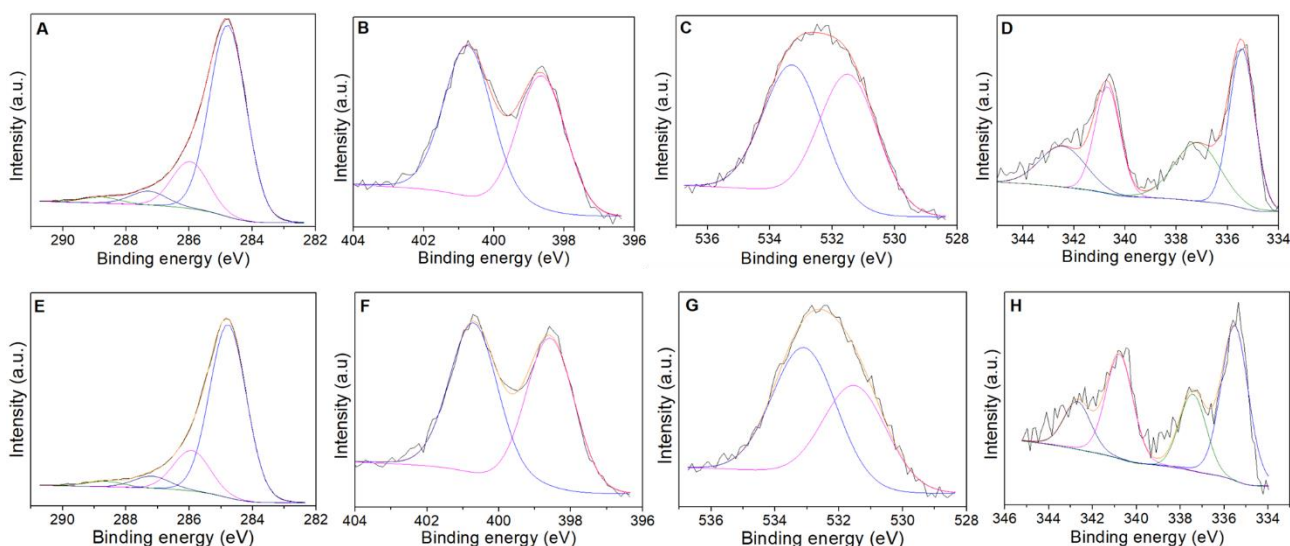 A
Intensity (a.u.)
290 288 286 284 282
Binding energy (eV)
B
Intensity (a.u.)
404 402 400 398 396
Binding energy (eV)
C
Intensity (a.u.)
536 534 532 530 528
Binding energy (eV)
D
Intensity (a.u.)
344 342 340 338 336 334
Binding energy (eV)
E
Intensity (a.u.)
290 288 286 284 282
Binding energy (eV)
F
Intensity (a.u)
404 402 400 398 396
Binding energy (eV)
G
Intensity (a.u)
536 534 532 530 528
Binding energy (eV)
H
Intensity (a.u.)
346 344 342 340 338 336 334
Binding energy (eV)